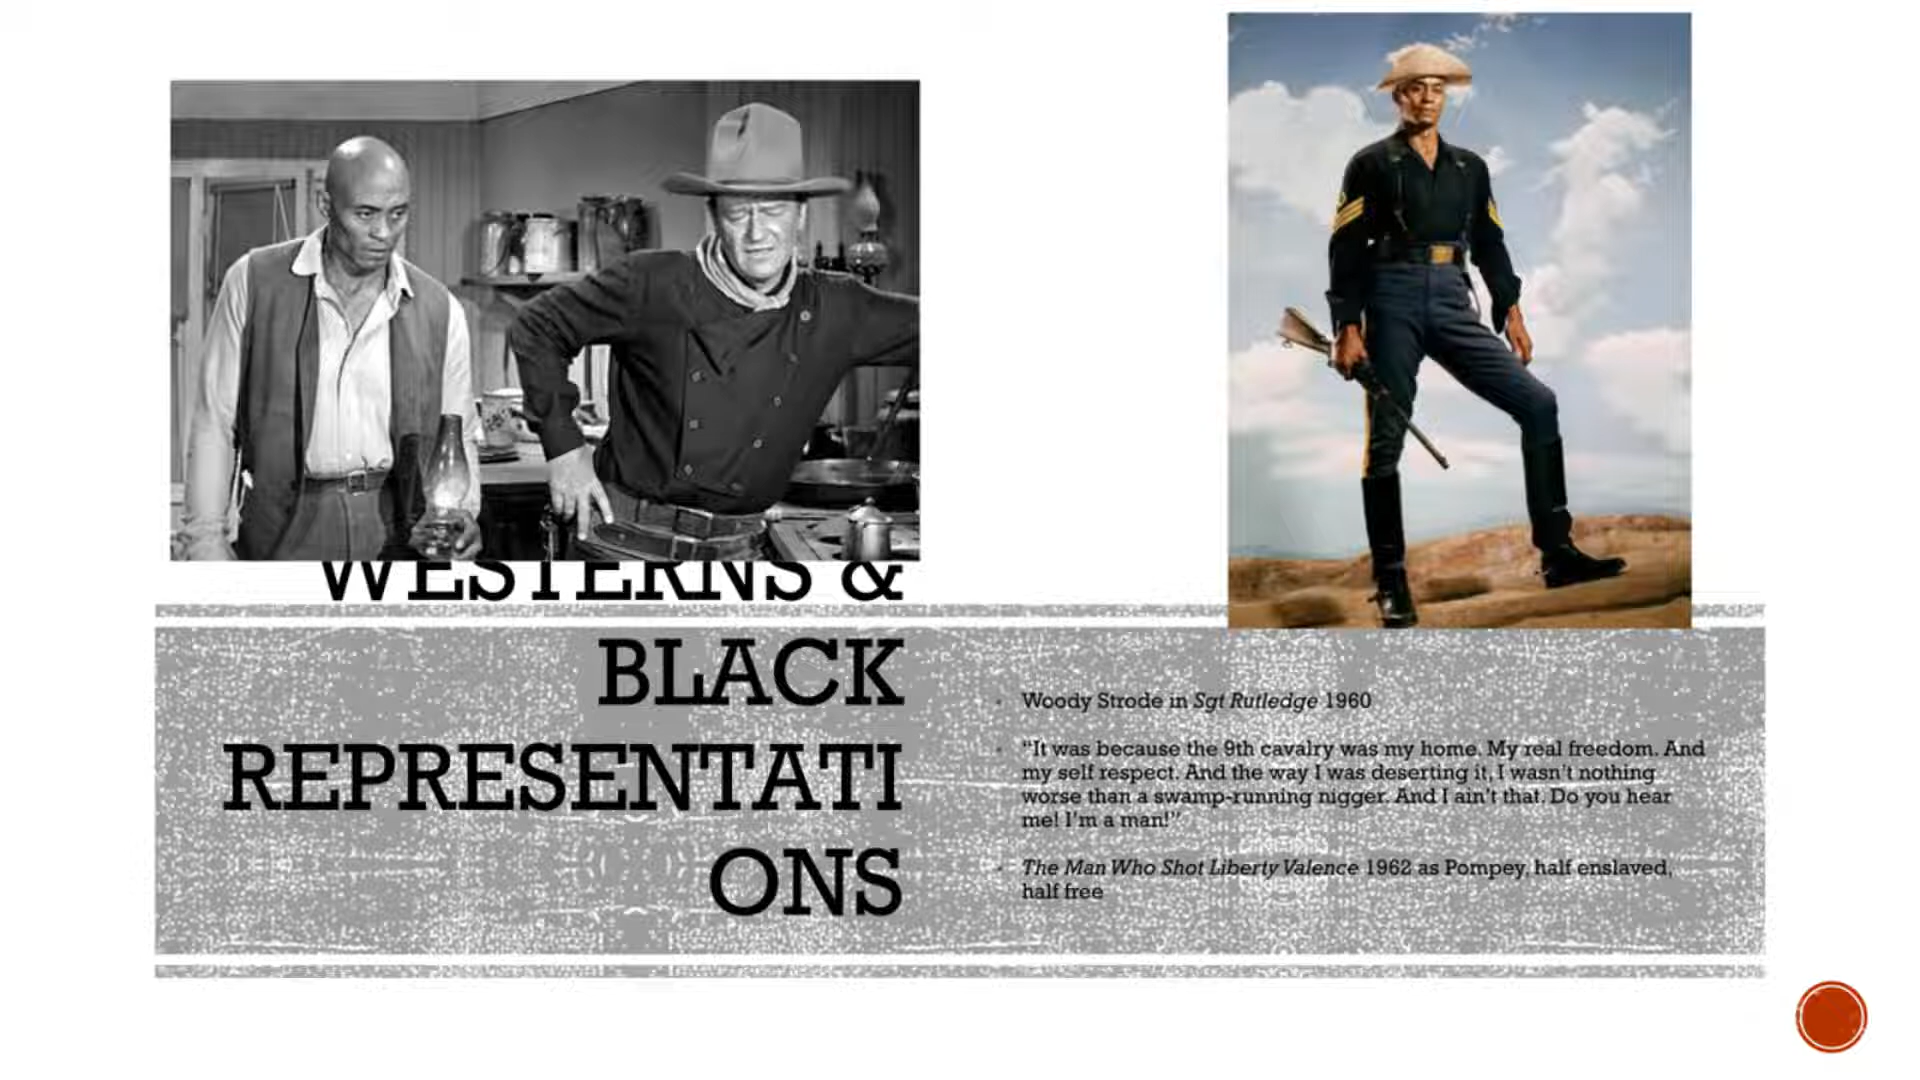 WESTERNS &
BLACK
REPRESENTATI
ONS
Woody Strode in Sgt Rutledge 1960
“It was because the 9th cavalry was my home. My real freedom. And
my self respect. And the way I was deserting it, I wasn’t nothing
worse than a swamp-running nigger. And I ain’t that. Do you hear
me! I’m a man!”
The Man Who Shot Liberty Valence 1962 as Pompey, half enslaved,
half free